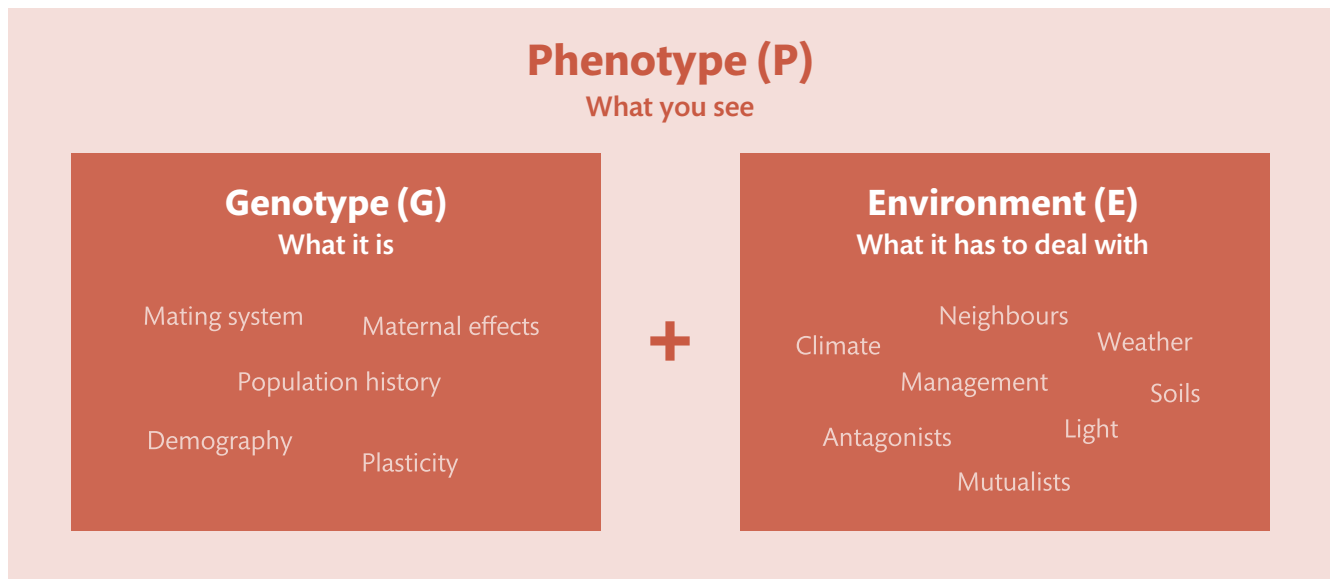 Phenotype (P)
What you see
Genotype (G)
What it is
Mating system
Maternal effects
Population history
Demography
Plasticity
+
Environment (E)
What it has to deal with
Neighbours
Climate
Weather
Management
Soils
Antagonists
Light
Mutualists